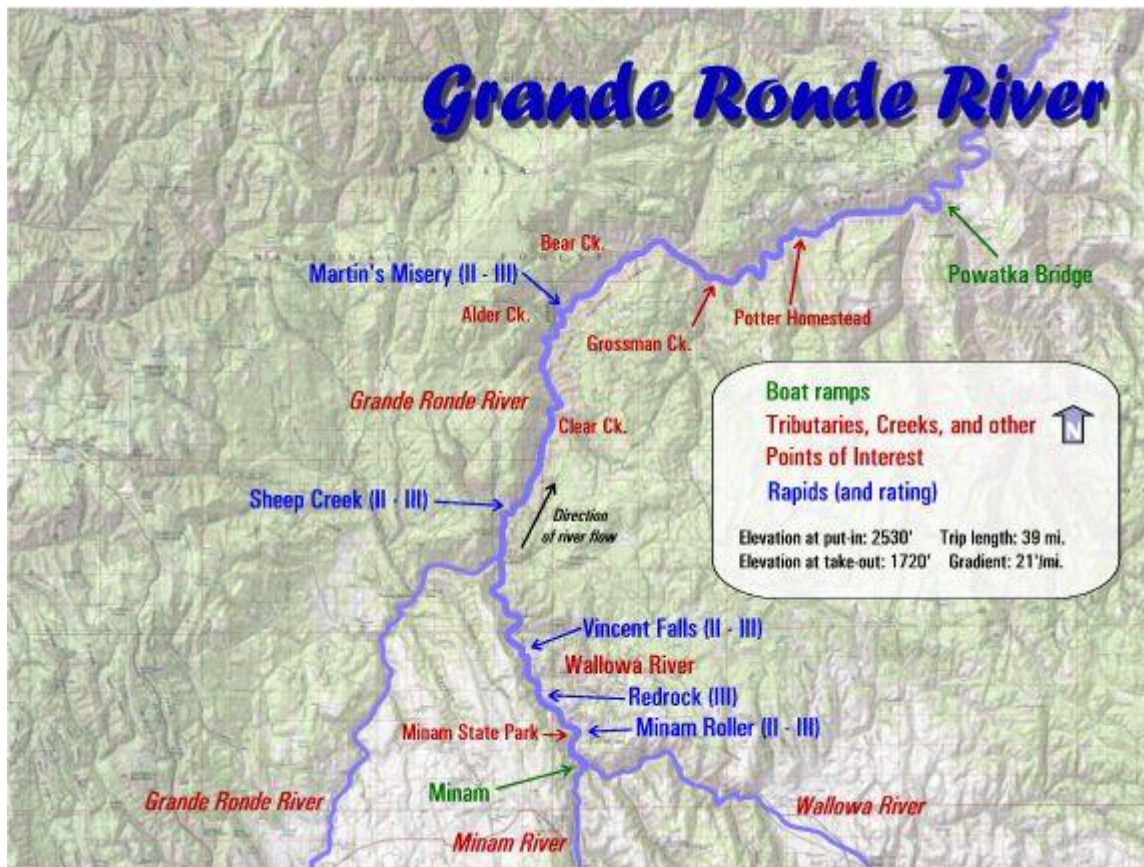 Grande Ronde River
Bear Ck.
Martin's Misery (II - III)
Powatka Bridge
Alder Ck.
Potter Homestead
Grossman Ck.
Grande Ronde River
Clear Ck.
Boat ramps
Tributaries, Creeks, and other
Points of Interest
Rapids (and rating)
N
Elevation at put-in: 2530' Trip length: 39 mi.
Elevation at take-out: 1720' Gradient: 21'/mi.
Sheep Creek (II - III)
Direction
of river flow
Vincent Falls (II - III)
Wallowa River
Redrock (III)
Minam State Park
Minam Roller (II - III)
Minam
Grande Ronde River
Wallowa River
Minam River